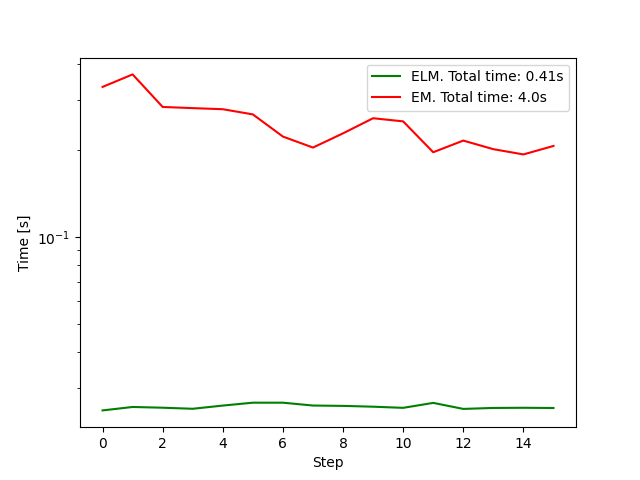 ELM. Total time: 0.41s
EM. Total time: 4.0s
Time [s]
10⁻¹
0 2 4 6 8 10 12 14
Step